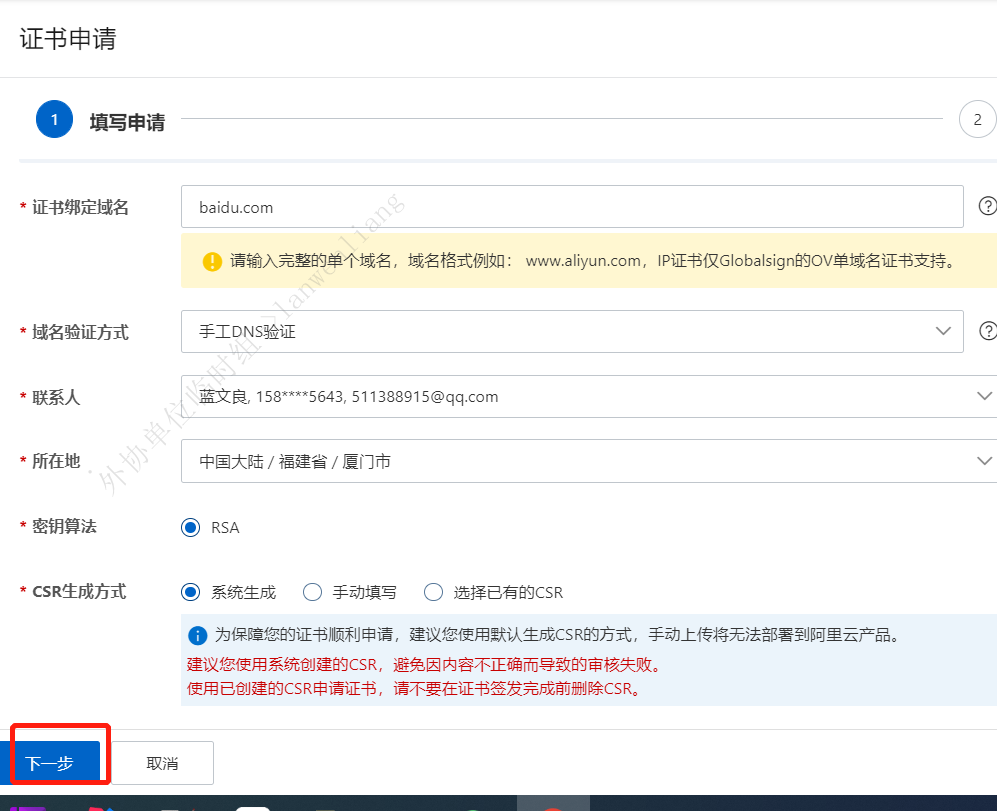 证书申请
1 填写申请 2
* 证书绑定域名 baidu.com
请输入完整的单个域名，域名格式例如： www.aliyun.com，IP证书仅Globalsign的OV单域名证书支持。
* 域名验证方式 手工DNS验证
* 联系人 蓝文良, 158****5643, 511388915@qq.com
* 所在地 中国大陆 / 福建省 / 厦门市
* 密钥算法 RSA
* CSR生成方式 系统生成 手动填写 选择已有的CSR
为保障您的证书顺利申请，建议您使用默认生成CSR的方式，手动上传将无法部署到阿里云产品。
建议您使用系统创建的CSR，避免因内容不正确而导致的审核失败。
使用已创建的CSR申请证书，请不要在证书签发完成前删除CSR。
下一步 取消
外协单位临时组->lanwenliang